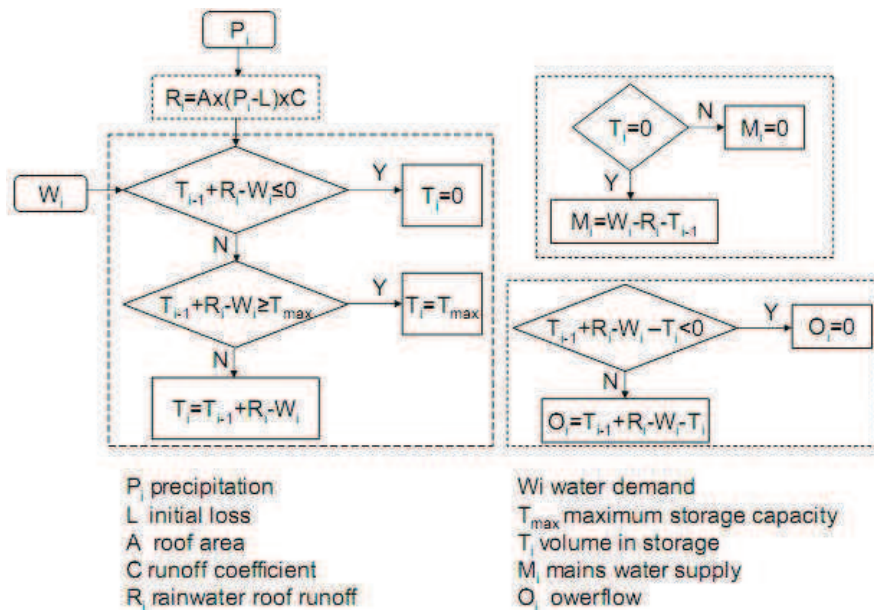 Pᵢ
Rᵢ=Ax(Pᵢ-L)xC
Wᵢ
Tᵢ₋₁+Rᵢ-Wᵢ≤0
Y
Tᵢ=0
N
Tᵢ₋₁+Rᵢ-Wᵢ≥Tmax
Y
Tᵢ=Tmax
N
Tᵢ=Tᵢ₋₁+Rᵢ-Wᵢ
Tᵢ=0
N
Mᵢ=0
Y
Mᵢ=Wᵢ-Rᵢ-Tᵢ₋₁
Tᵢ₋₁+Rᵢ-Wᵢ–Tᵢ<0
Y
Oᵢ=0
N
Oᵢ=Tᵢ₋₁+Rᵢ-Wᵢ-Tᵢ
Pᵢ precipitation
L initial loss
A roof area
C runoff coefficient
Rᵢ rainwater roof runoff
Wi water demand
Tmax maximum storage capacity
Tᵢ volume in storage
Mᵢ mains water supply
Oᵢ owerflow